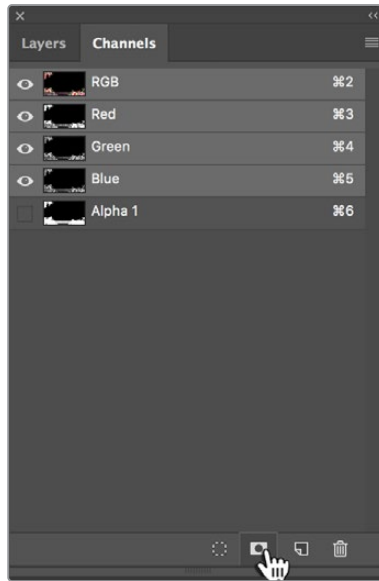 Layers Channels
RGB ⌘2
Red ⌘3
Green ⌘4
Blue ⌘5
Alpha 1 ⌘6